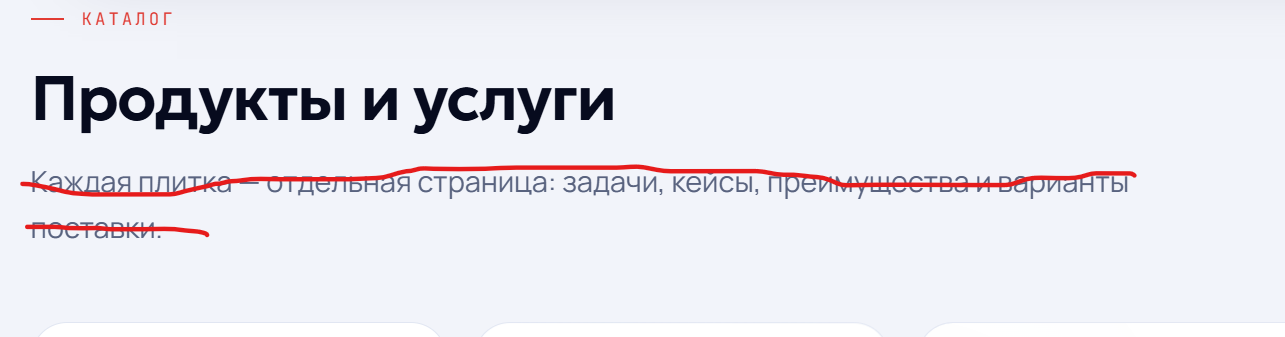 КАТАЛОГ
Продукты и услуги
Каждая плитка — отдельная страница: задачи, кейсы, преимущества и варианты
поставки.